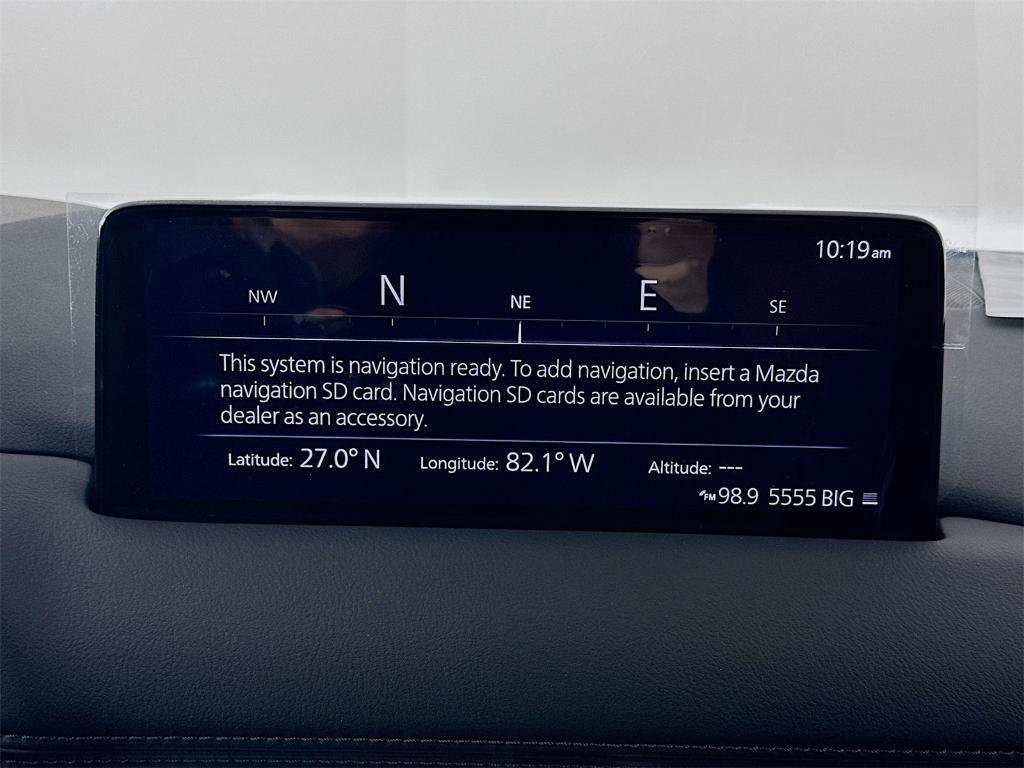 10:19am
NW N NE E SE
This system is navigation ready. To add navigation, insert a Mazda
navigation SD card. Navigation SD cards are available from your
dealer as an accessory.
Latitude: 27.0° N Longitude: 82.1° W Altitude: ---
FM 98.9 5555 BIG